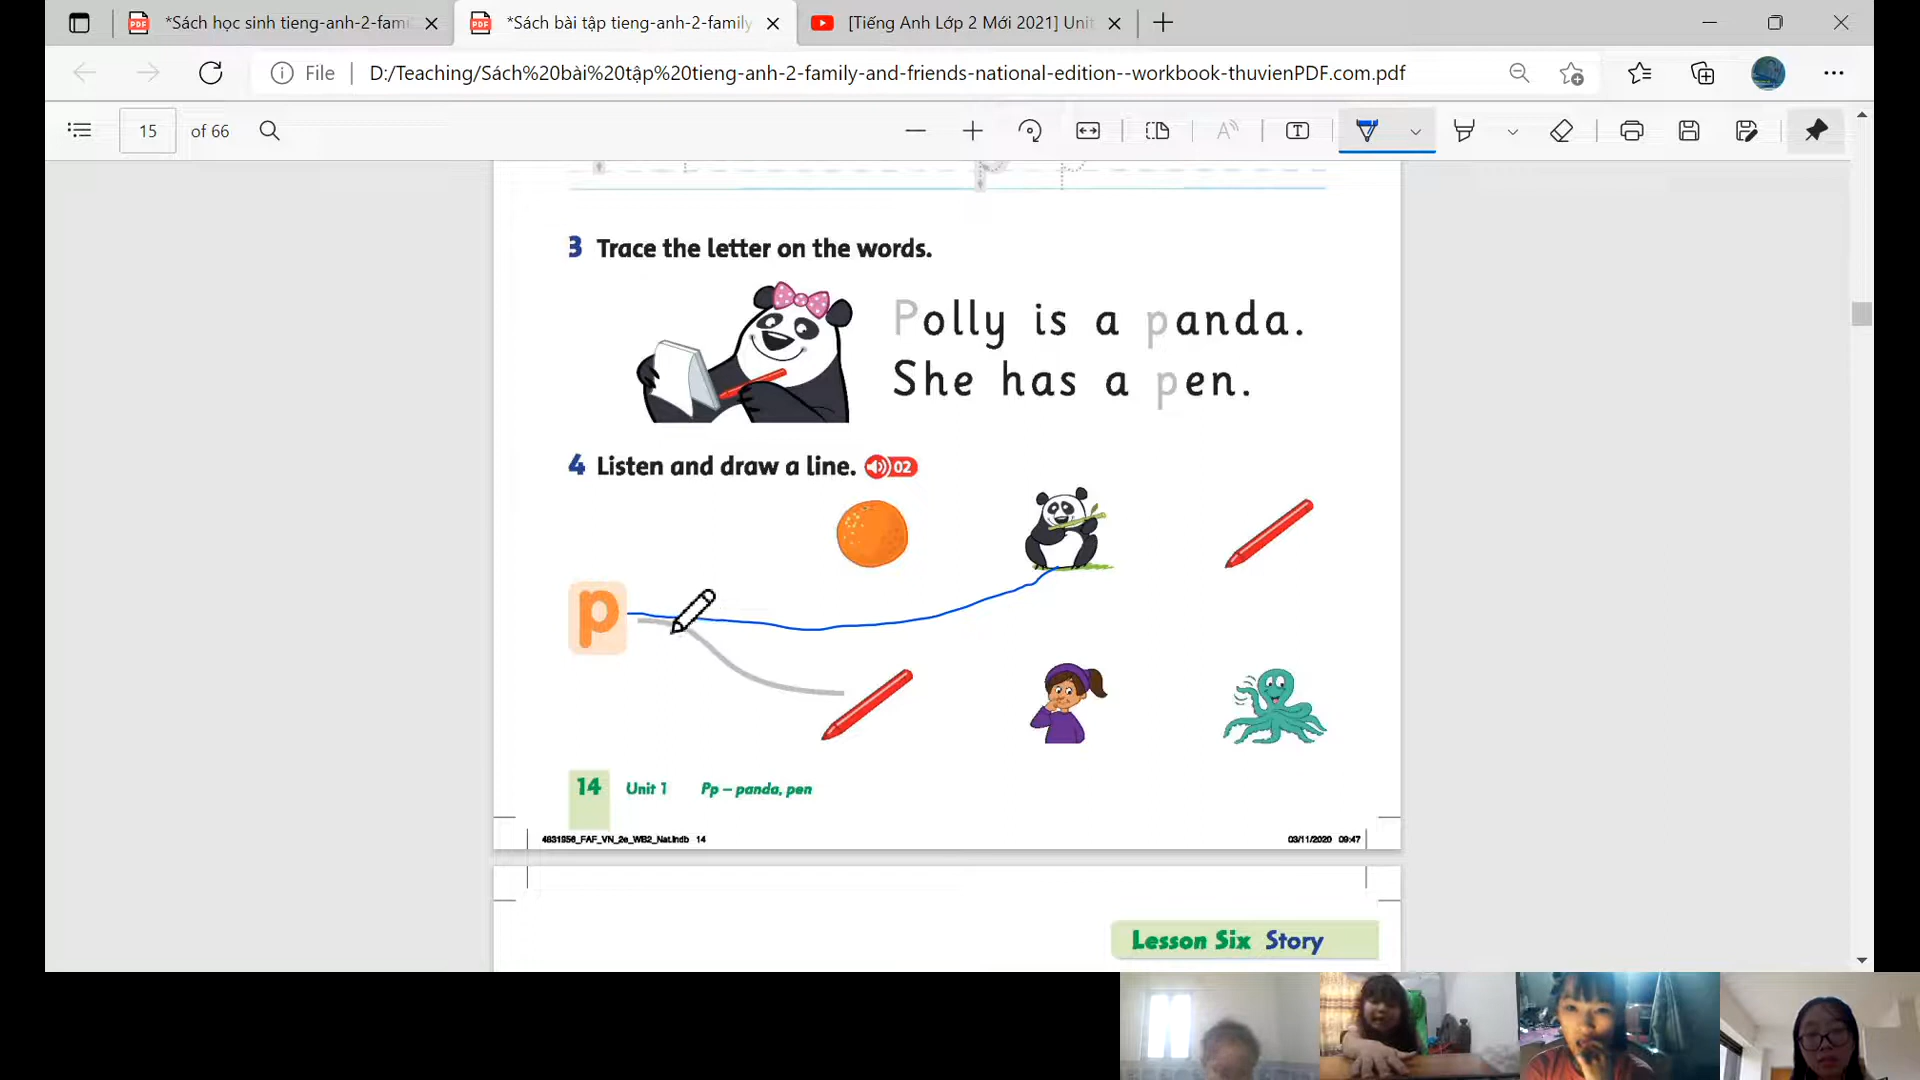 *Sách học sinh tieng-anh-2-fami
*Sách bài tập tieng-anh-2-family
[Tiếng Anh Lớp 2 Mới 2021] Unit
File
D:/Teaching/Sách%20bài%20tập%20tieng-anh-2-family-and-friends-national-edition--workbook-thuvienPDF.com.pdf
15 of 66
3 Trace the letter on the words.
Polly is a panda.
She has a pen.
4 Listen and draw a line. 02
p
14 Unit 1 Pp – panda, pen
4831956_FAF_VN_2e_WB2_Nat.indb 14
03/11/2020 09:47
Lesson Six Story